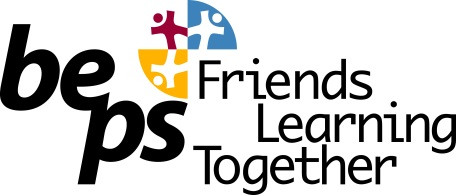 be
ps
Friends
Learning
Together